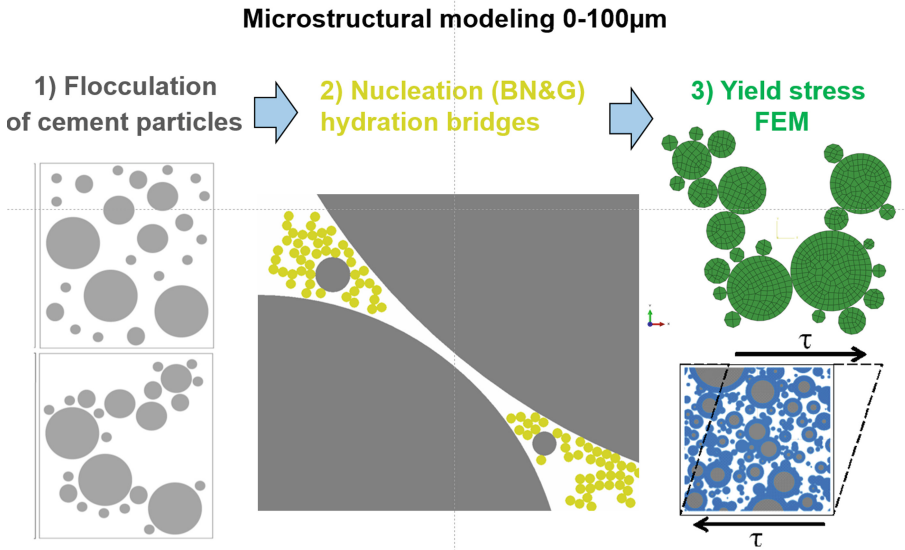 Microstructural modeling 0-100µm
1) Flocculation
of cement particles
2) Nucleation (BN&G)
hydration bridges
3) Yield stress
FEM
τ
τ